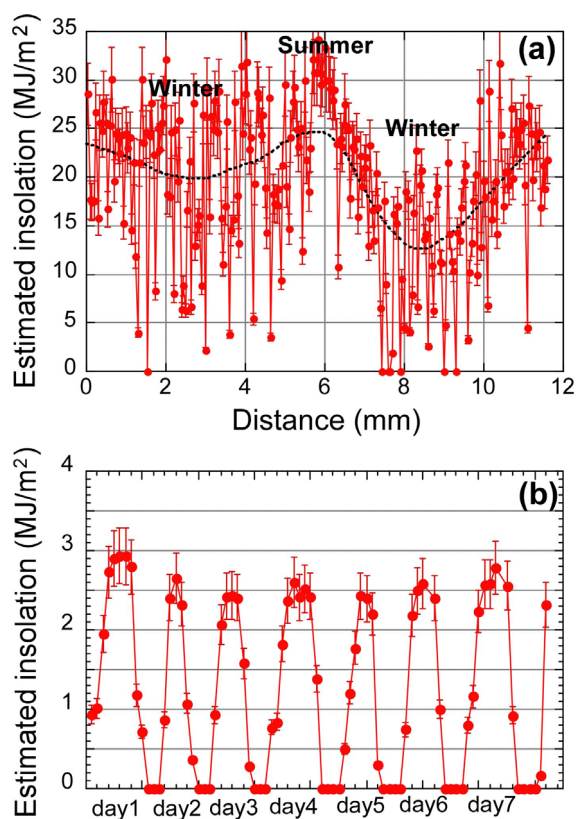 (a)
Summer
Winter
Winter
Estimated insolation (MJ/m²)
35
30
25
20
15
10
5
0
0 2 4 6 8 10 12
Distance (mm)
(b)
Estimated insolation (MJ/m²)
4
3
2
1
0
day1 day2 day3 day4 day5 day6 day7